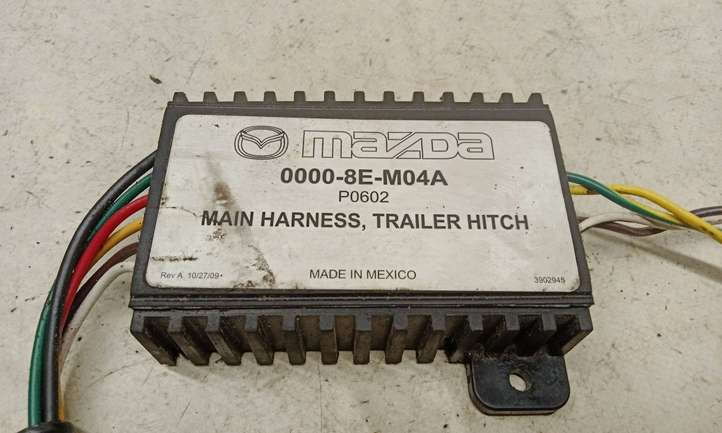 mazda
0000-8E-M04A
P0602
MAIN HARNESS, TRAILER HITCH
Rev A 10/27/09
MADE IN MEXICO
3902945